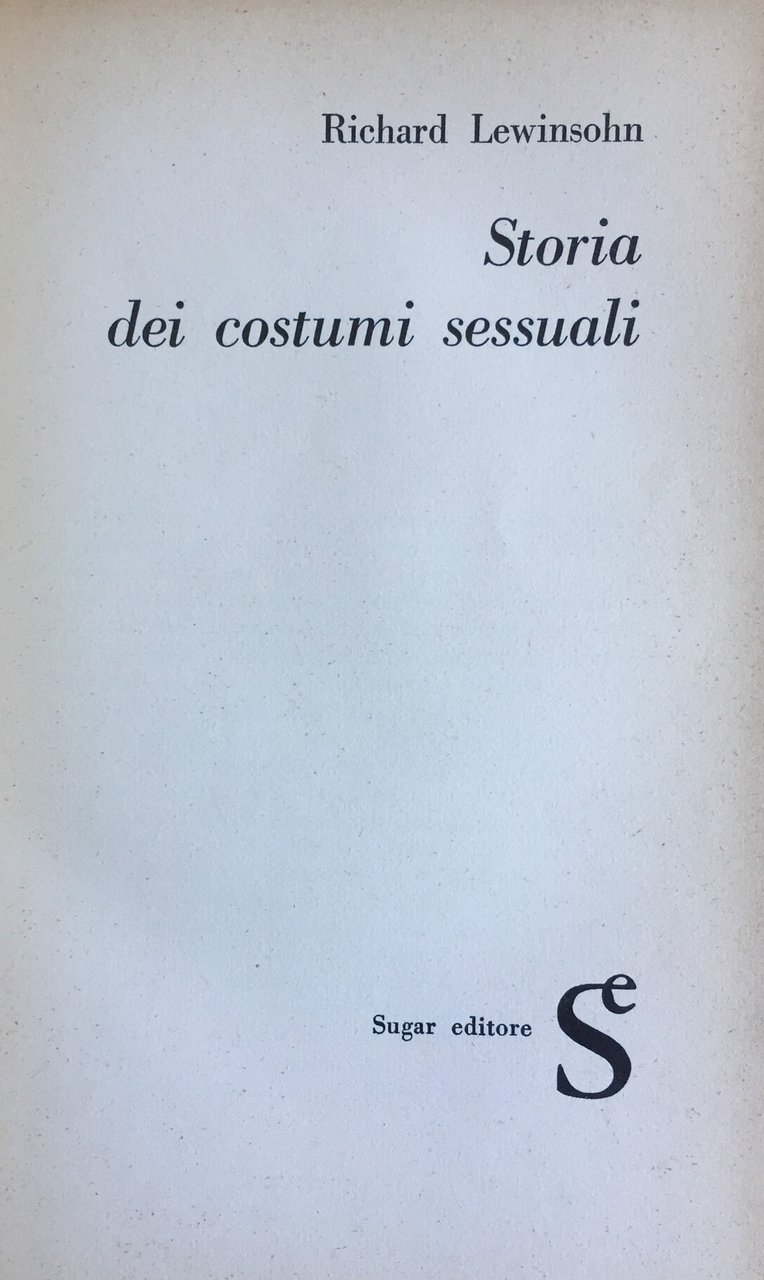 Richard Lewinsohn
Storia
dei costumi sessuali
Sugar editore
Se